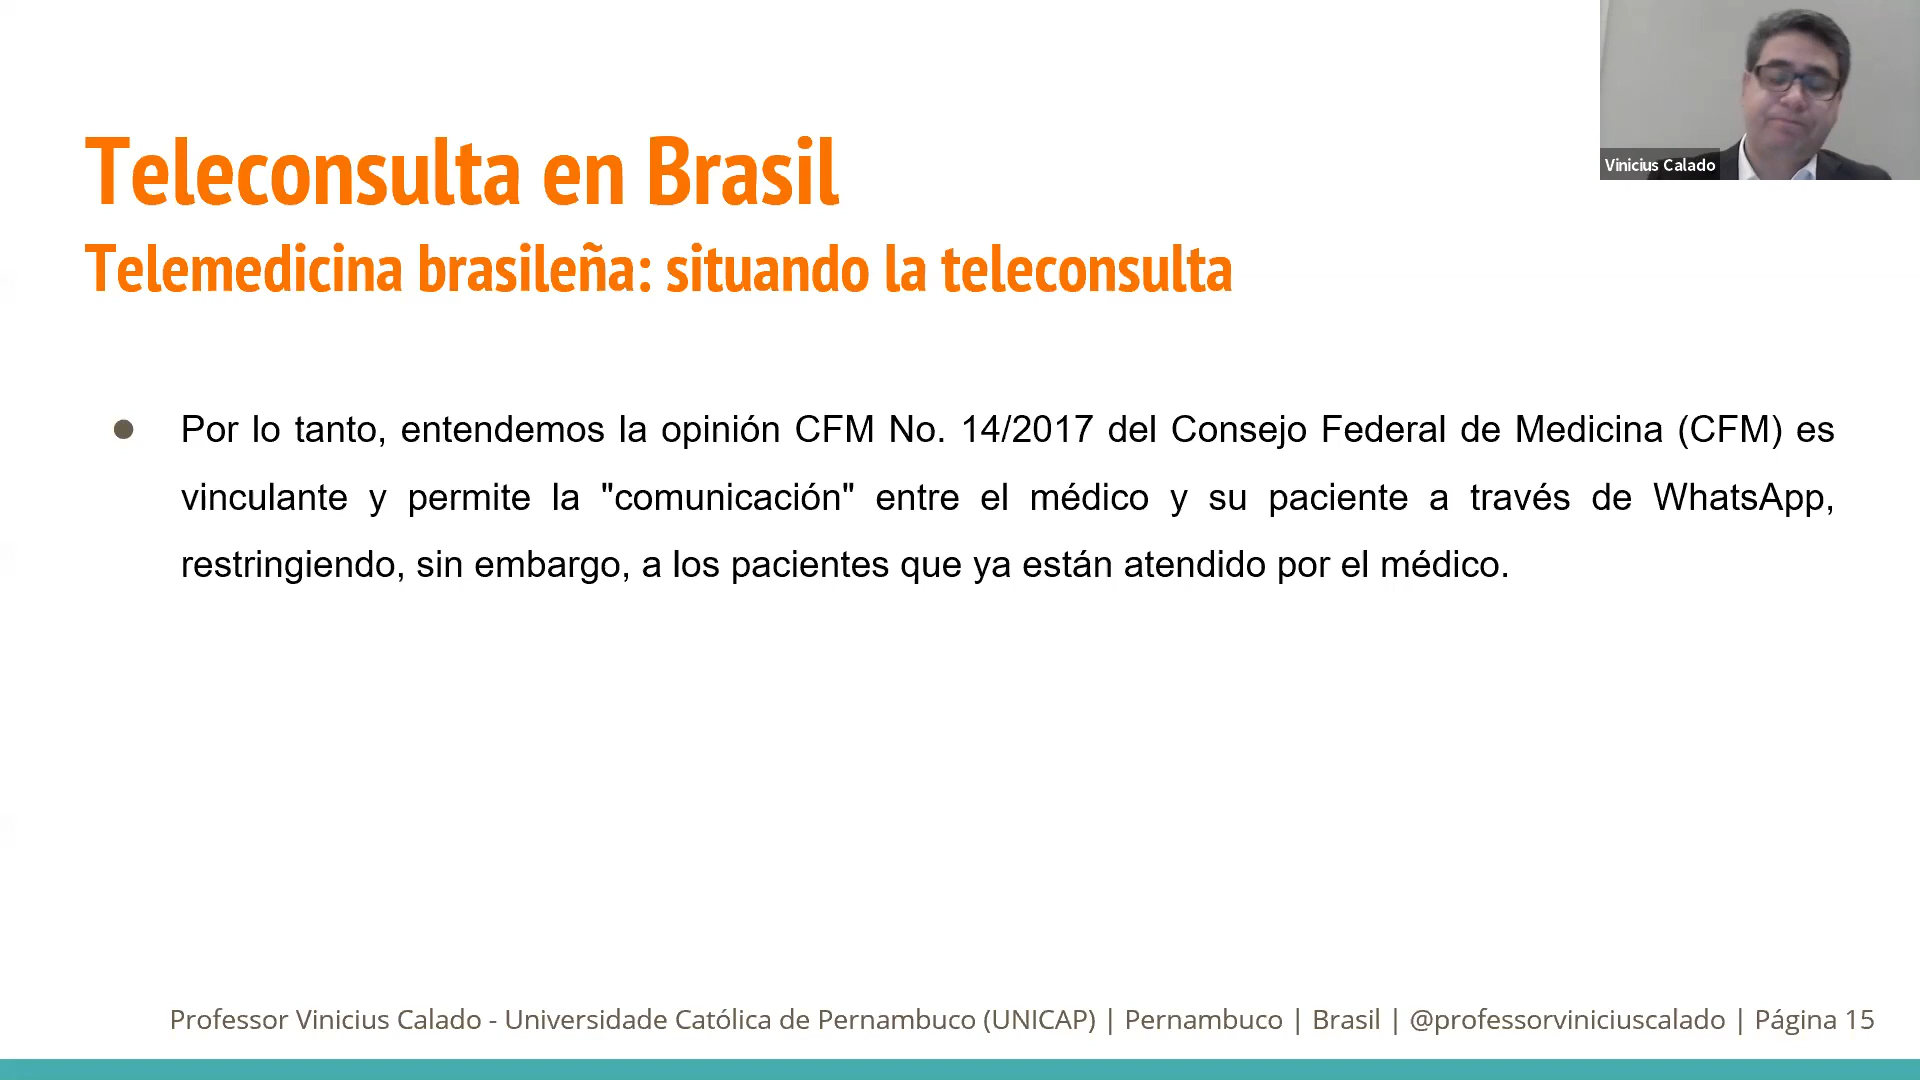 Vinicius Calado
Teleconsulta en Brasil
Telemedicina brasileña: situando la teleconsulta
● Por lo tanto, entendemos la opinión CFM No. 14/2017 del Consejo Federal de Medicina (CFM) es
vinculante y permite la "comunicación" entre el médico y su paciente a través de WhatsApp,
restringiendo, sin embargo, a los pacientes que ya están atendido por el médico.
Professor Vinicius Calado - Universidade Católica de Pernambuco (UNICAP) | Pernambuco | Brasil | @professorviniciuscalado | Página 15